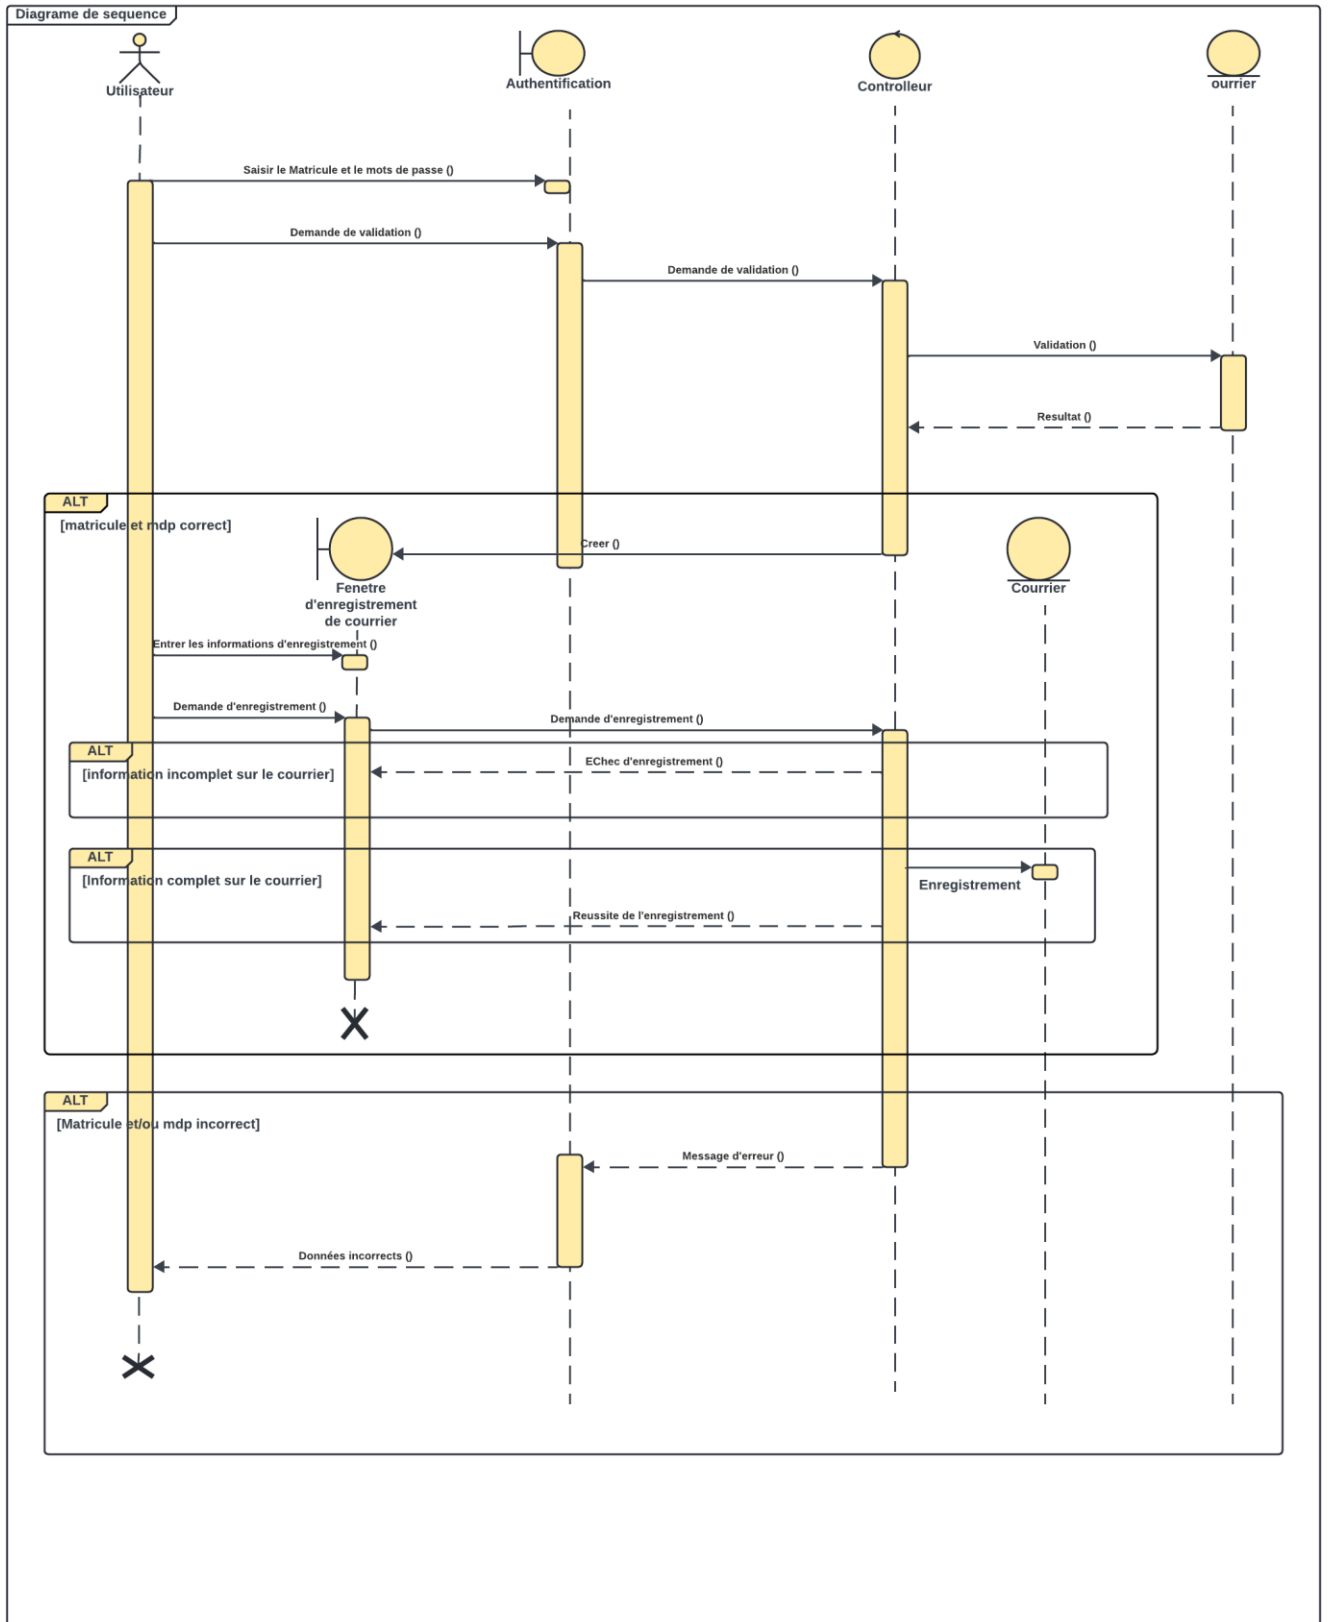 Diagrame de sequence
Utilisateur
Authentification
Controlleur
ourrier
Saisir le Matricule et le mots de passe ()
Demande de validation ()
Demande de validation ()
Validation ()
Resultat ()
ALT
[matricule et mdp correct]
Creer ()
Fenetre
d'enregistrement
de courrier
Courrier
Entrer les informations d'enregistrement ()
Demande d'enregistrement ()
Demande d'enregistrement ()
ALT
[information incomplet sur le courrier]
EChec d'enregistrement ()
ALT
[Information complet sur le courrier]
Enregistrement
Reussite de l'enregistrement ()
ALT
[Matricule et/ou mdp incorrect]
Message d'erreur ()
Données incorrects ()